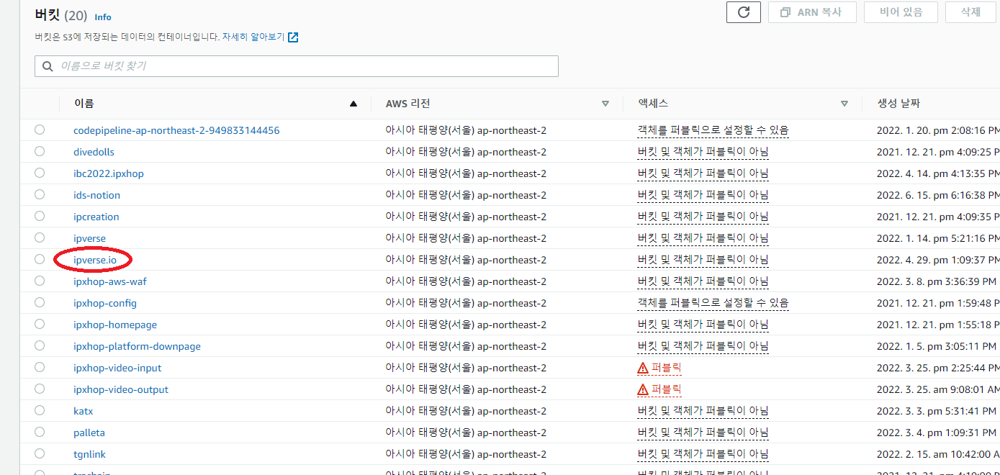 버킷 (20) Info
ARN 복사 비어 있음 삭제
버킷은 S3에 저장되는 데이터의 컨테이너입니다. 자세히 알아보기
이름으로 버킷 찾기
이름 AWS 리전 액세스 생성 날짜
codepipeline-ap-northeast-2-949833144456 아시아 태평양(서울) ap-northeast-2 객체를 퍼블릭으로 설정할 수 있음 2022. 1. 20. pm 2:08:16 PM
divedolls 아시아 태평양(서울) ap-northeast-2 버킷 및 객체가 퍼블릭이 아님 2021. 12. 21. pm 4:09:25 P
ibc2022.ipxhop 아시아 태평양(서울) ap-northeast-2 버킷 및 객체가 퍼블릭이 아님 2022. 4. 14. pm 4:13:35 PM
ids-notion 아시아 태평양(서울) ap-northeast-2 버킷 및 객체가 퍼블릭이 아님 2022. 6. 15. pm 6:16:38 PM
ipcreation 아시아 태평양(서울) ap-northeast-2 버킷 및 객체가 퍼블릭이 아님 2021. 12. 21. pm 4:09:35 P
ipverse 아시아 태평양(서울) ap-northeast-2 버킷 및 객체가 퍼블릭이 아님 2022. 1. 14. pm 5:21:16 PM
ipverse.io 아시아 태평양(서울) ap-northeast-2 버킷 및 객체가 퍼블릭이 아님 2022. 4. 29. pm 1:09:37 PM
ipxhop-aws-waf 아시아 태평양(서울) ap-northeast-2 버킷 및 객체가 퍼블릭이 아님 2022. 3. 8. pm 3:36:39 PM
ipxhop-config 아시아 태평양(서울) ap-northeast-2 객체를 퍼블릭으로 설정할 수 있음 2021. 12. 21. pm 1:59:48 P
ipxhop-homepage 아시아 태평양(서울) ap-northeast-2 버킷 및 객체가 퍼블릭이 아님 2021. 12. 21. pm 1:55:18 P
ipxhop-platform-downpage 아시아 태평양(서울) ap-northeast-2 버킷 및 객체가 퍼블릭이 아님 2022. 1. 5. pm 3:05:11 PM
ipxhop-video-input 아시아 태평양(서울) ap-northeast-2 퍼블릭 2022. 3. 25. pm 2:25:44 PM
ipxhop-video-output 아시아 태평양(서울) ap-northeast-2 퍼블릭 2022. 3. 25. am 9:08:01 AM
katx 아시아 태평양(서울) ap-northeast-2 버킷 및 객체가 퍼블릭이 아님 2022. 3. 3. pm 5:31:41 PM
palleta 아시아 태평양(서울) ap-northeast-2 버킷 및 객체가 퍼블릭이 아님 2022. 3. 4. pm 1:09:31 PM
tgnlink 아시아 태평양(서울) ap-northeast-2 버킷 및 객체가 퍼블릭이 아님 2022. 2. 15. am 10:42:00 A